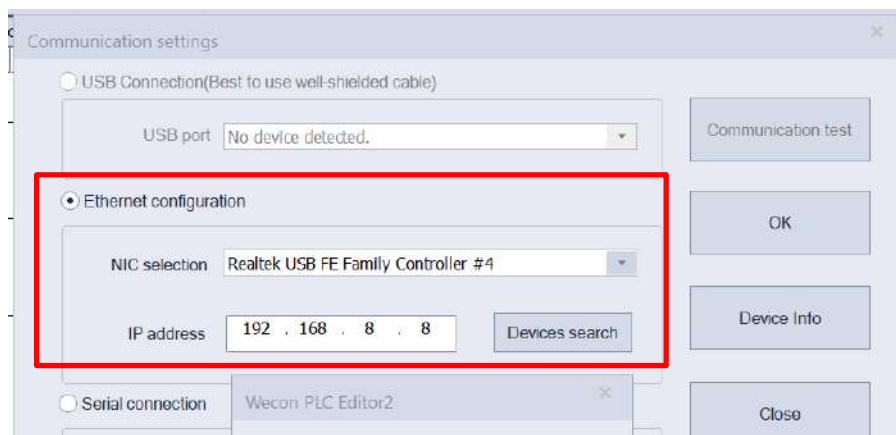 Communication settings
USB Connection(Best to use well-shielded cable)
USB port No device detected.
Communication test
Ethernet configuration
OK
NIC selection Realtek USB FE Family Controller #4
IP address 192 . 168 . 8 . 8 Devices search
Device Info
Serial connection
Wecon PLC Editor2
Close